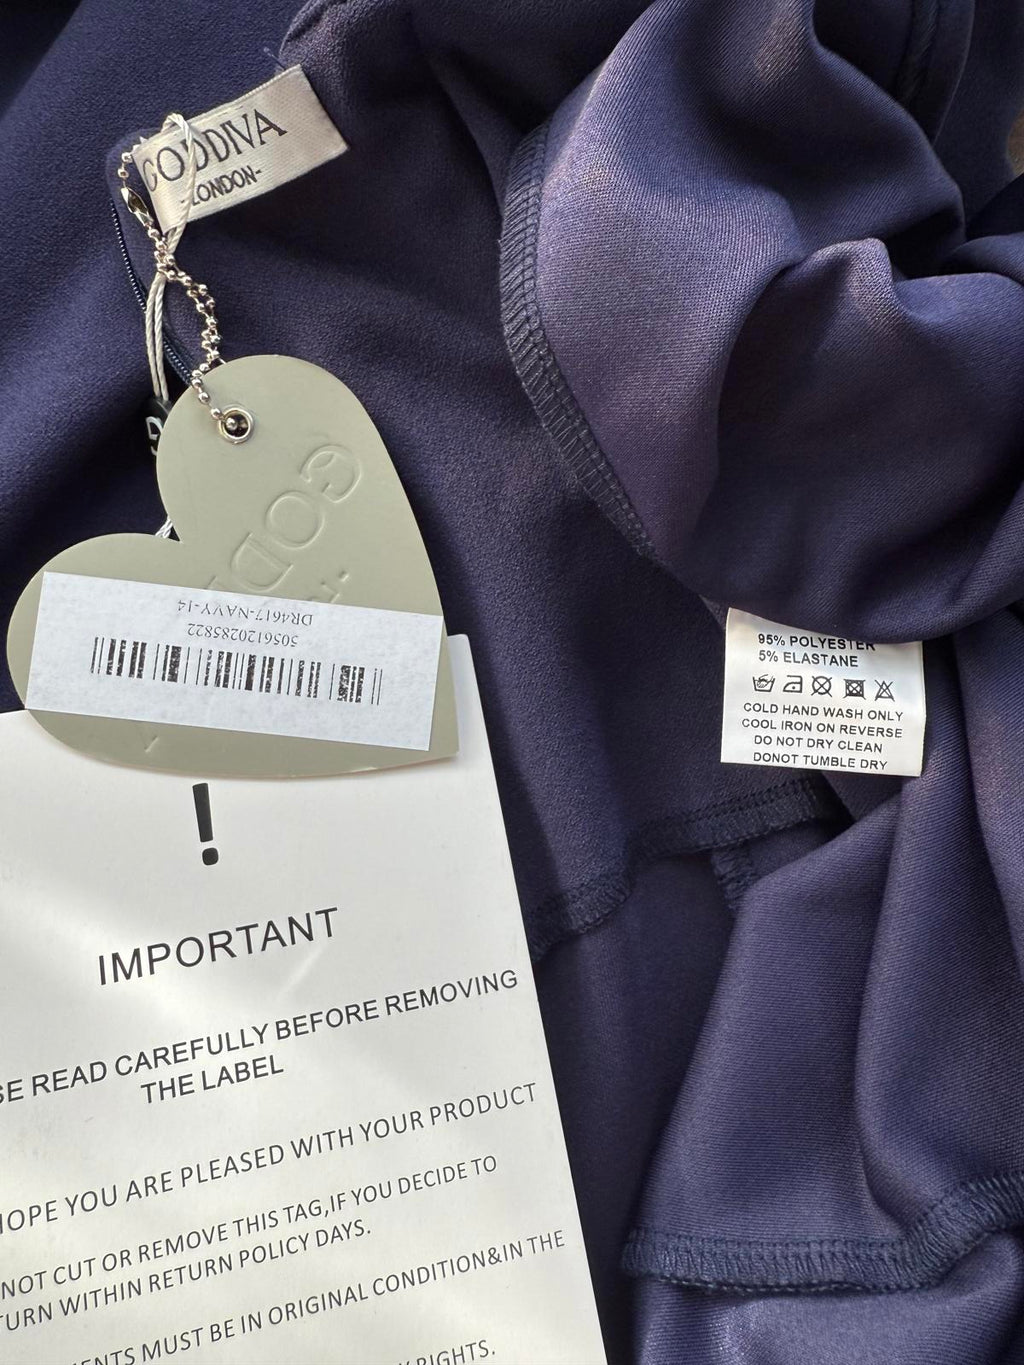 GODDIVA
-LONDON-
GOD
DR4617-NAVY-14
5056120285822
95% POLYESTER
5% ELASTANE
COLD HAND WASH ONLY
COOL IRON ON REVERSE
DO NOT DRY CLEAN
DONOT TUMBLE DRY
!
IMPORTANT
SE READ CAREFULLY BEFORE REMOVING
THE LABEL
HOPE YOU ARE PLEASED WITH YOUR PRODUCT
NOT CUT OR REMOVE THIS TAG,IF YOU DECIDE TO
TURN WITHIN RETURN POLICY DAYS.
MENTS MUST BE IN ORIGINAL CONDITION&IN THE
RIGHTS.